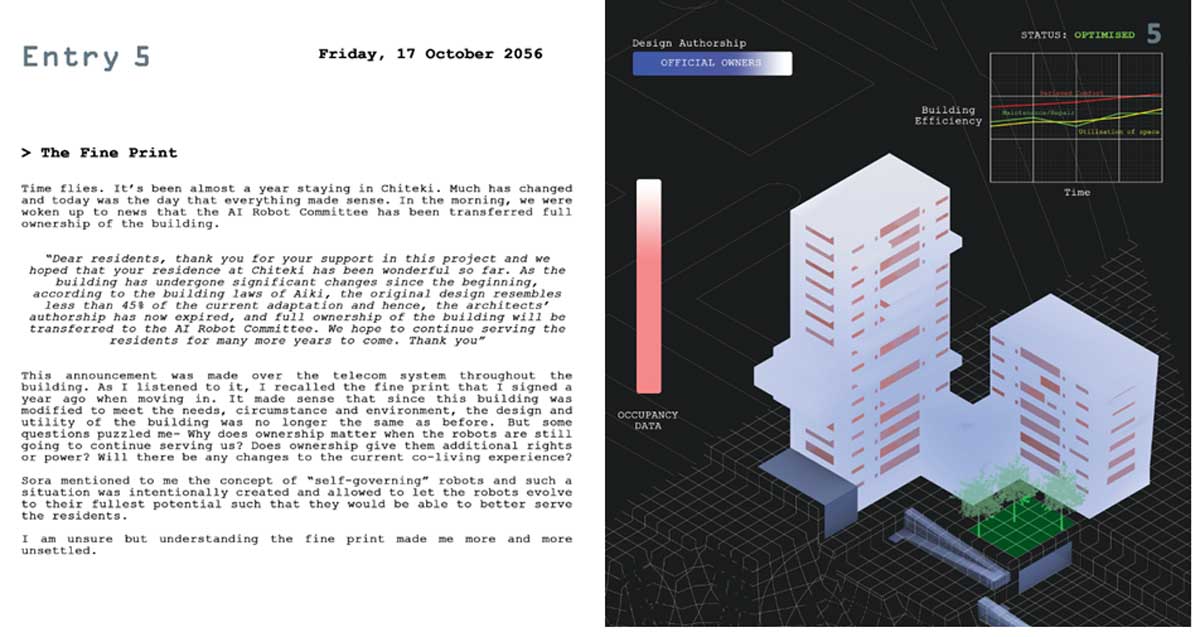 Entry 5
Friday, 17 October 2056
> The Fine Print
Time flies. It's been almost a year staying in Chiteki. Much has changed
and today was the day that everything made sense. In the morning, we were
woken up to news that the AI Robot Committee has been transferred full
ownership of the building.
"Dear residents, thank you for your support in this project and we
hoped that your residence at Chiteki has been wonderful so far. As the
building has undergone significant changes since the beginning,
according to the building laws of Aiki, the original design resembles
less than 45% of the current adaptation and hence, the architects'
authorship has now expired, and full ownership of the building will be
transferred to the AI Robot Committee. We hope to continue serving the
residents for many more years to come. Thank you"
This announcement was made over the telecom system throughout the
building. As I listened to it, I recalled the fine print that I signed a
year ago when moving in. It made sense that since this building was
modified to meet the needs, circumstance and environment, the design and
utility of the building was no longer the same as before. But some
questions puzzled me- Why does ownership matter when the robots are still
going to continue serving us? Does ownership give them additional rights
or power? Will there be any changes to the current co-living experience?
Sora mentioned to me the concept of "self-governing" robots and such a
situation was intentionally created and allowed to let the robots evolve
to their fullest potential such that they would be able to better serve
the residents.
I am unsure but understanding the fine print made me more and more
unsettled.
Design Authorship
OFFICIAL OWNERS
STATUS: OPTIMISED 5
Building
Efficiency
Comfort
Maintenance/Repair
Utilisation of space
Time
OCCUPANCY
DATA